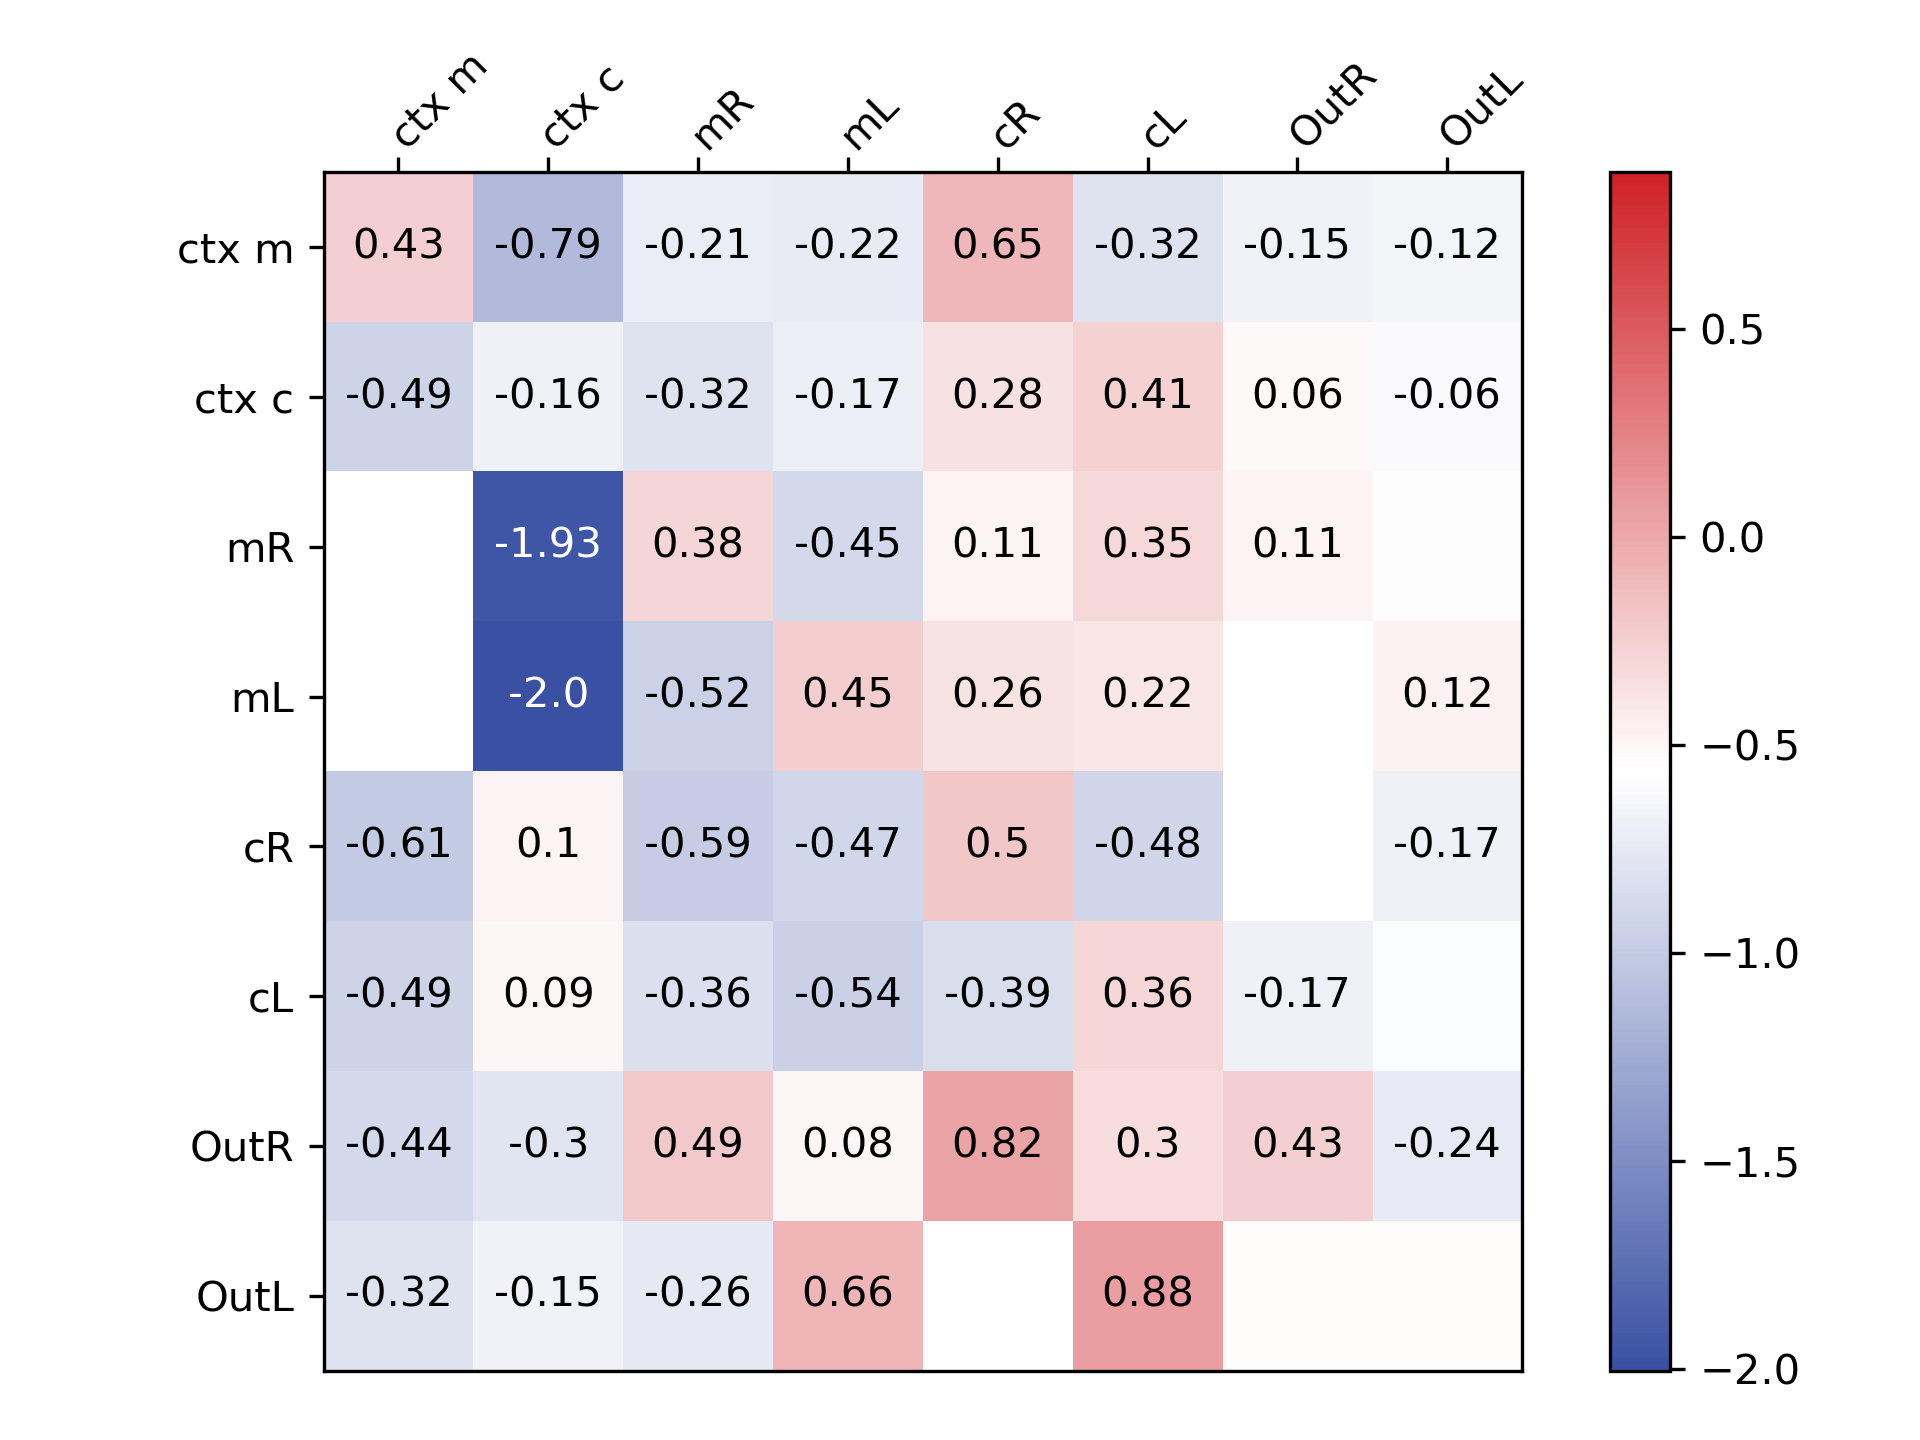 ctx m ctx c mR mL cR cL OutR OutL
ctx m 0.43 -0.79 -0.21 -0.22 0.65 -0.32 -0.15 -0.12
ctx c -0.49 -0.16 -0.32 -0.17 0.28 0.41 0.06 -0.06
mR -1.93 0.38 -0.45 0.11 0.35 0.11
mL -2.0 -0.52 0.45 0.26 0.22 0.12
cR -0.61 0.1 -0.59 -0.47 0.5 -0.48 -0.17
cL -0.49 0.09 -0.36 -0.54 -0.39 0.36 -0.17
OutR -0.44 -0.3 0.49 0.08 0.82 0.3 0.43 -0.24
OutL -0.32 -0.15 -0.26 0.66 0.88
0.5
0.0
−0.5
−1.0
−1.5
−2.0